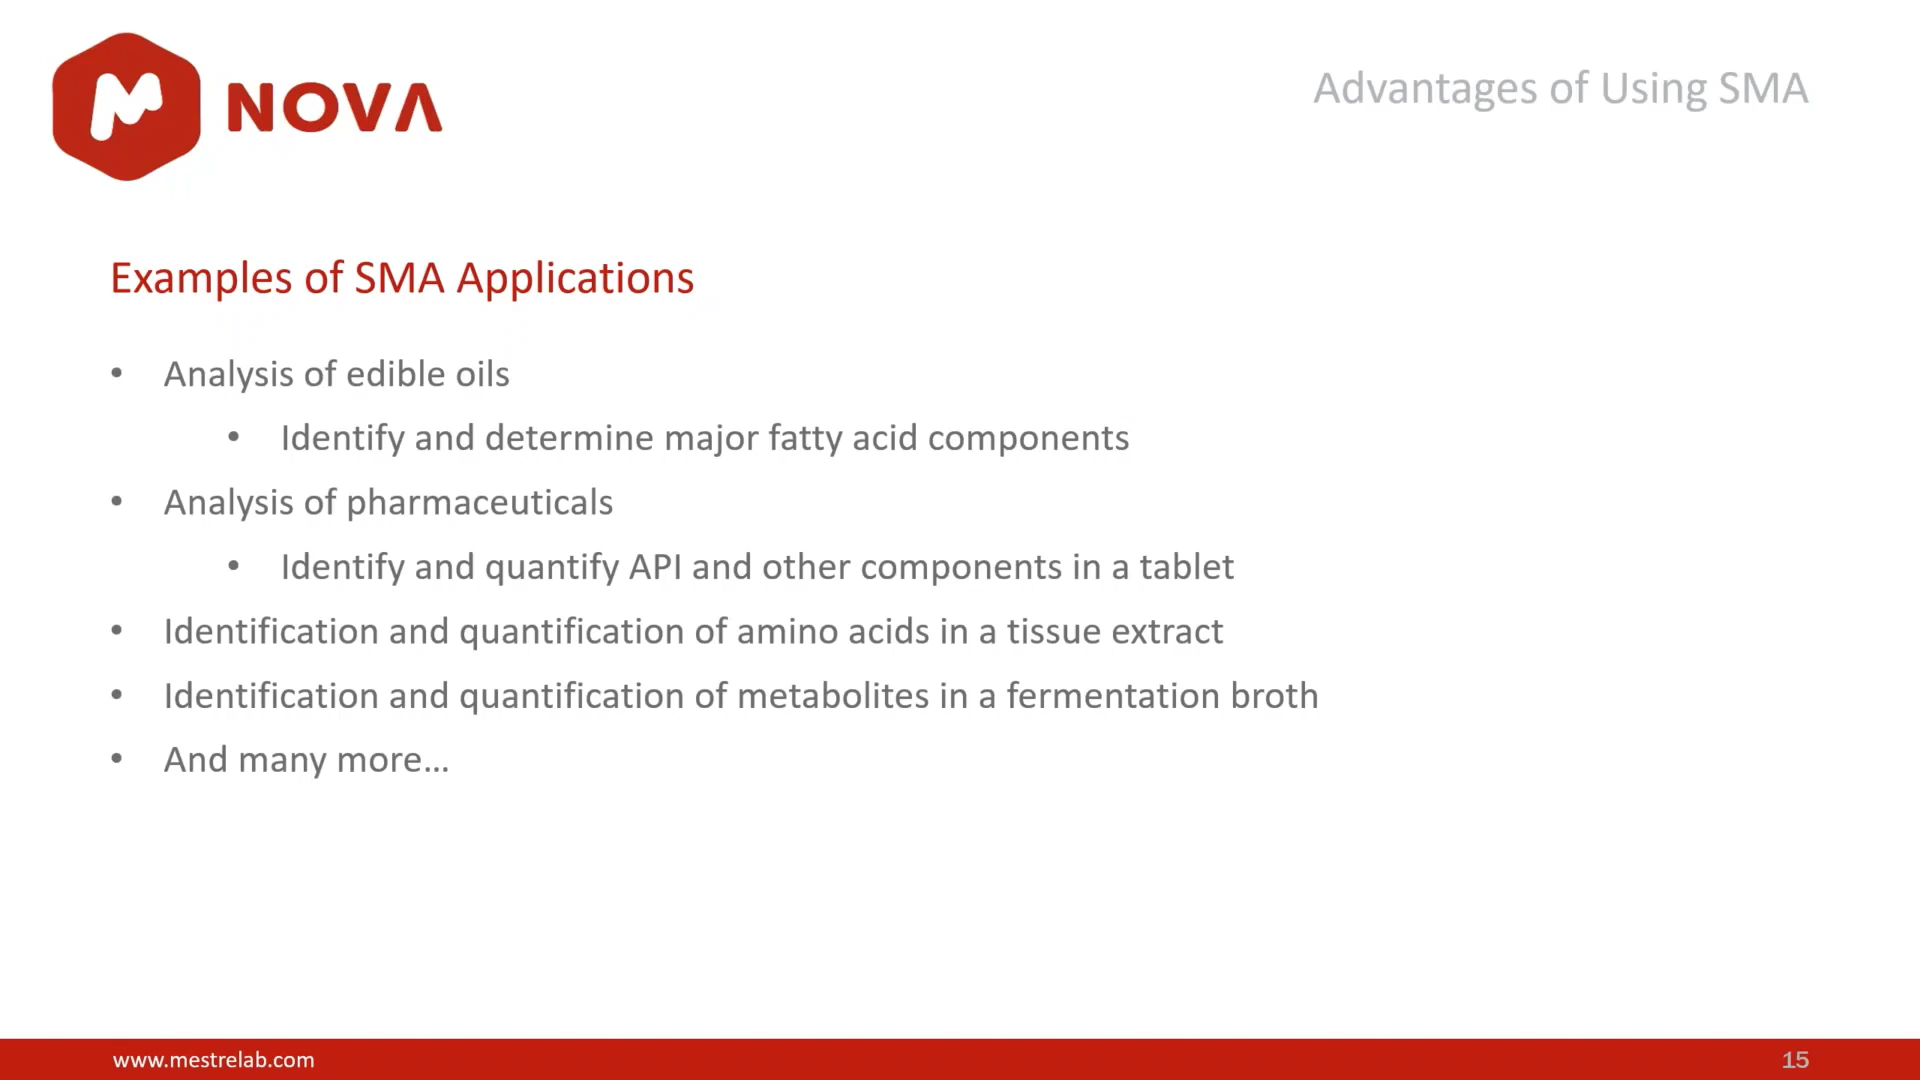 NOVA
Advantages of Using SMA
Examples of SMA Applications
• Analysis of edible oils
• Identify and determine major fatty acid components
• Analysis of pharmaceuticals
• Identify and quantify API and other components in a tablet
• Identification and quantification of amino acids in a tissue extract
• Identification and quantification of metabolites in a fermentation broth
• And many more...
www.mestrelab.com
15